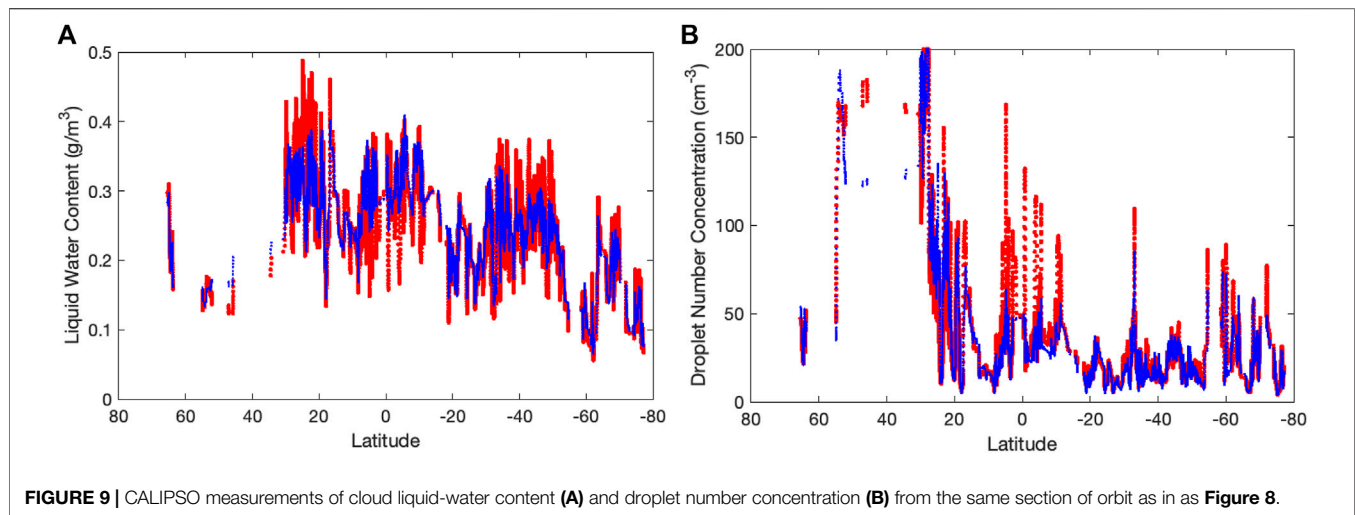 A
Liquid Water Content (g/m³)
0.5
0.4
0.3
0.2
0.1
0
80 60 40 20 0 -20 -40 -60 -80
Latitude
B
Droplet Number Concentration (cm⁻³)
200
150
100
50
0
80 60 40 20 0 -20 -40 -60 -80
Latitude
FIGURE 9 | CALIPSO measurements of cloud liquid-water content (A) and droplet number concentration (B) from the same section of orbit as in as Figure 8.